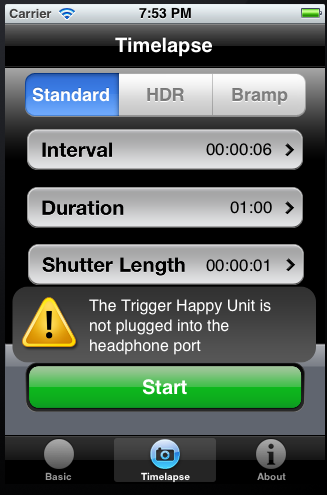 Carrier 7:53 PM
Timelapse
Standard HDR Bramp
Interval 00:00:06
Duration 01:00
Shutter Length 00:00:01
The Trigger Happy Unit is
not plugged into the
headphone port
Start
Basic Timelapse About